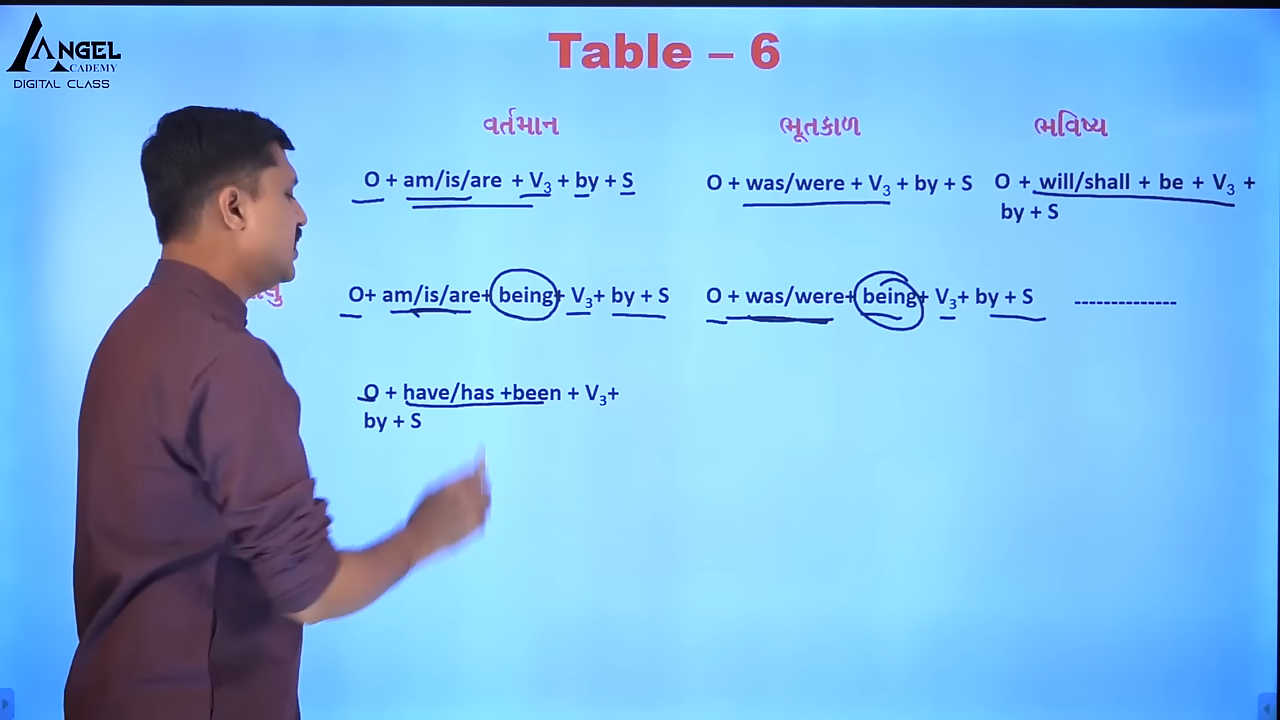 ANGEL
ACADEMY
DIGITAL CLASS
Table – 6
વર્તમાન ભૂતકાળ ભવિષ્ય
O + am/is/are + V3 + by + S O + was/were + V3 + by + S O + will/shall + be + V3 +
by + S
O+ am/is/are+ being+ V3+ by + S O + was/were+ being+ V3+ by + S --------------
O + have/has +been + V3+
by + S